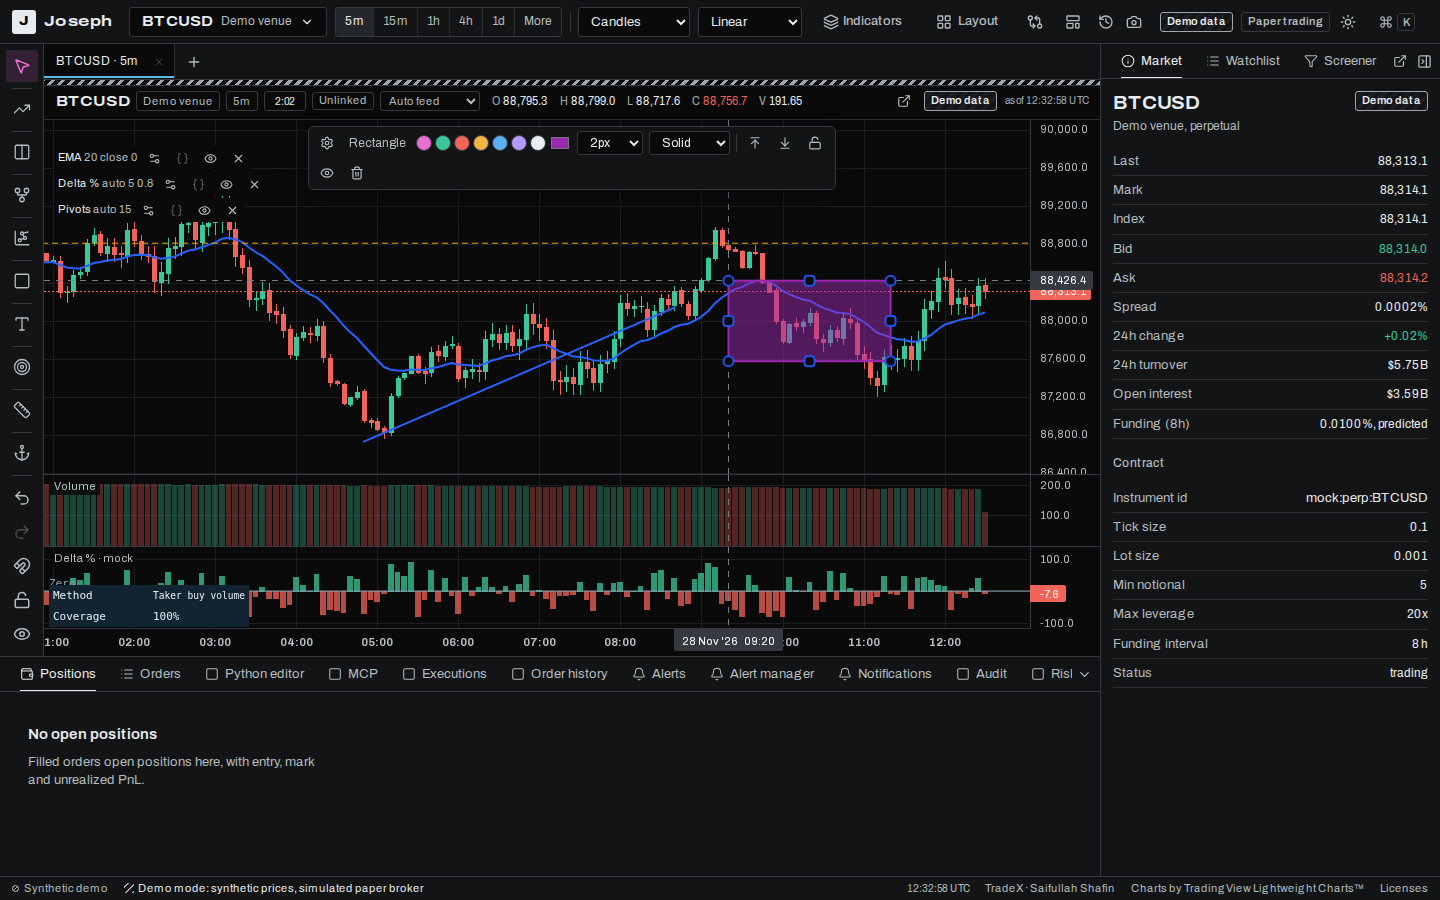 J Joseph BTCUSD Demo venue 5m 15m 1h 4h 1d More Candles Linear Indicators Layout Demo data Paper trading ⌘ K
BTCUSD · 5m
Market Watchlist Screener
BTCUSD Demo venue 5m 2:02 Unlinked Auto feed O 88,795.3 H 88,799.0 L 88,717.6 C 88,756.7 V 191.65 Demo data as of 12:32:58 UTC
Rectangle 2px Solid
EMA 20 close 0
Delta % auto 5 0.8
Pivots auto 15
90,000.0
89,600.0
89,200.0
88,800.0
88,426.4
88,313.1
88,000.0
87,600.0
87,200.0
86,800.0
86,400.0
Volume
200.0
100.0
Delta % · mock
100.0
Zero
-7.6
-100.0
Method Taker buy volume
Coverage 100%
1:00 02:00 03:00 04:00 05:00 06:00 07:00 08:00 28 Nov '26 09:20 :00 11:00 12:00
BTCUSD Demo data
Demo venue, perpetual
Last 88,313.1
Mark 88,314.1
Index 88,314.1
Bid 88,314.0
Ask 88,314.2
Spread 0.0002%
24h change +0.02%
24h turnover $5.75B
Open interest $3.59B
Funding (8h) 0.0100%, predicted
Contract
Instrument id mock:perp:BTCUSD
Tick size 0.1
Lot size 0.001
Min notional 5
Max leverage 20x
Funding interval 8h
Status trading
Positions Orders Python editor MCP Executions Order history Alerts Alert manager Notifications Audit Risl
No open positions
Filled orders open positions here, with entry, mark
and unrealized PnL.
Synthetic demo Demo mode: synthetic prices, simulated paper broker 12:32:58 UTC TradeX · Saifullah Shafin Charts by TradingView Lightweight Charts™ Licenses